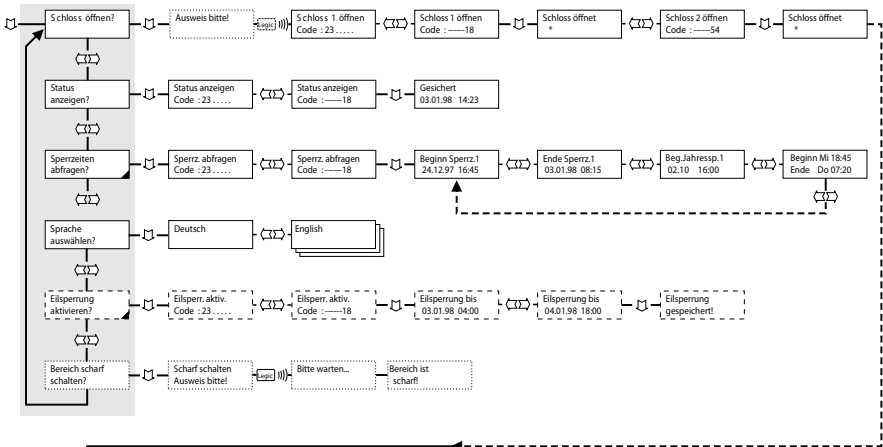 Schloss öffnen?
Ausweis bitte!
Legic
Schloss 1 öffnen
Code : 23 . . . . .
Schloss 1 öffnen
Code : ------18
Schloss öffnet
*
Schloss 2 öffnen
Code : ------54
Schloss öffnet
*
Status
anzeigen?
Status anzeigen
Code : 23 . . . . .
Status anzeigen
Code : ------18
Gesichert
03.01.98 14:23
Sperrzeiten
abfragen?
Sperrz. abfragen
Code : 23 . . . . .
Sperrz. abfragen
Code : ------18
Beginn Sperrz.1
24.12.97 16:45
Ende Sperrz.1
03.01.98 08:15
Beg.Jahressp.1
02.10 16:00
Beginn Mi 18:45
Ende Do 07:20
Sprache
auswählen?
Deutsch
English
Eilsperrung
aktivieren?
Eilsperr. aktiv.
Code : 23 . . . . .
Eilsperr. aktiv.
Code : ------18
Eilsperrung bis
03.01.98 04:00
Eilsperrung bis
04.01.98 18:00
Eilsperrung
gespeichert!
Bereich scharf
schalten?
Scharf schalten
Ausweis bitte!
Legic
Bitte warten...
Bereich ist
scharf!